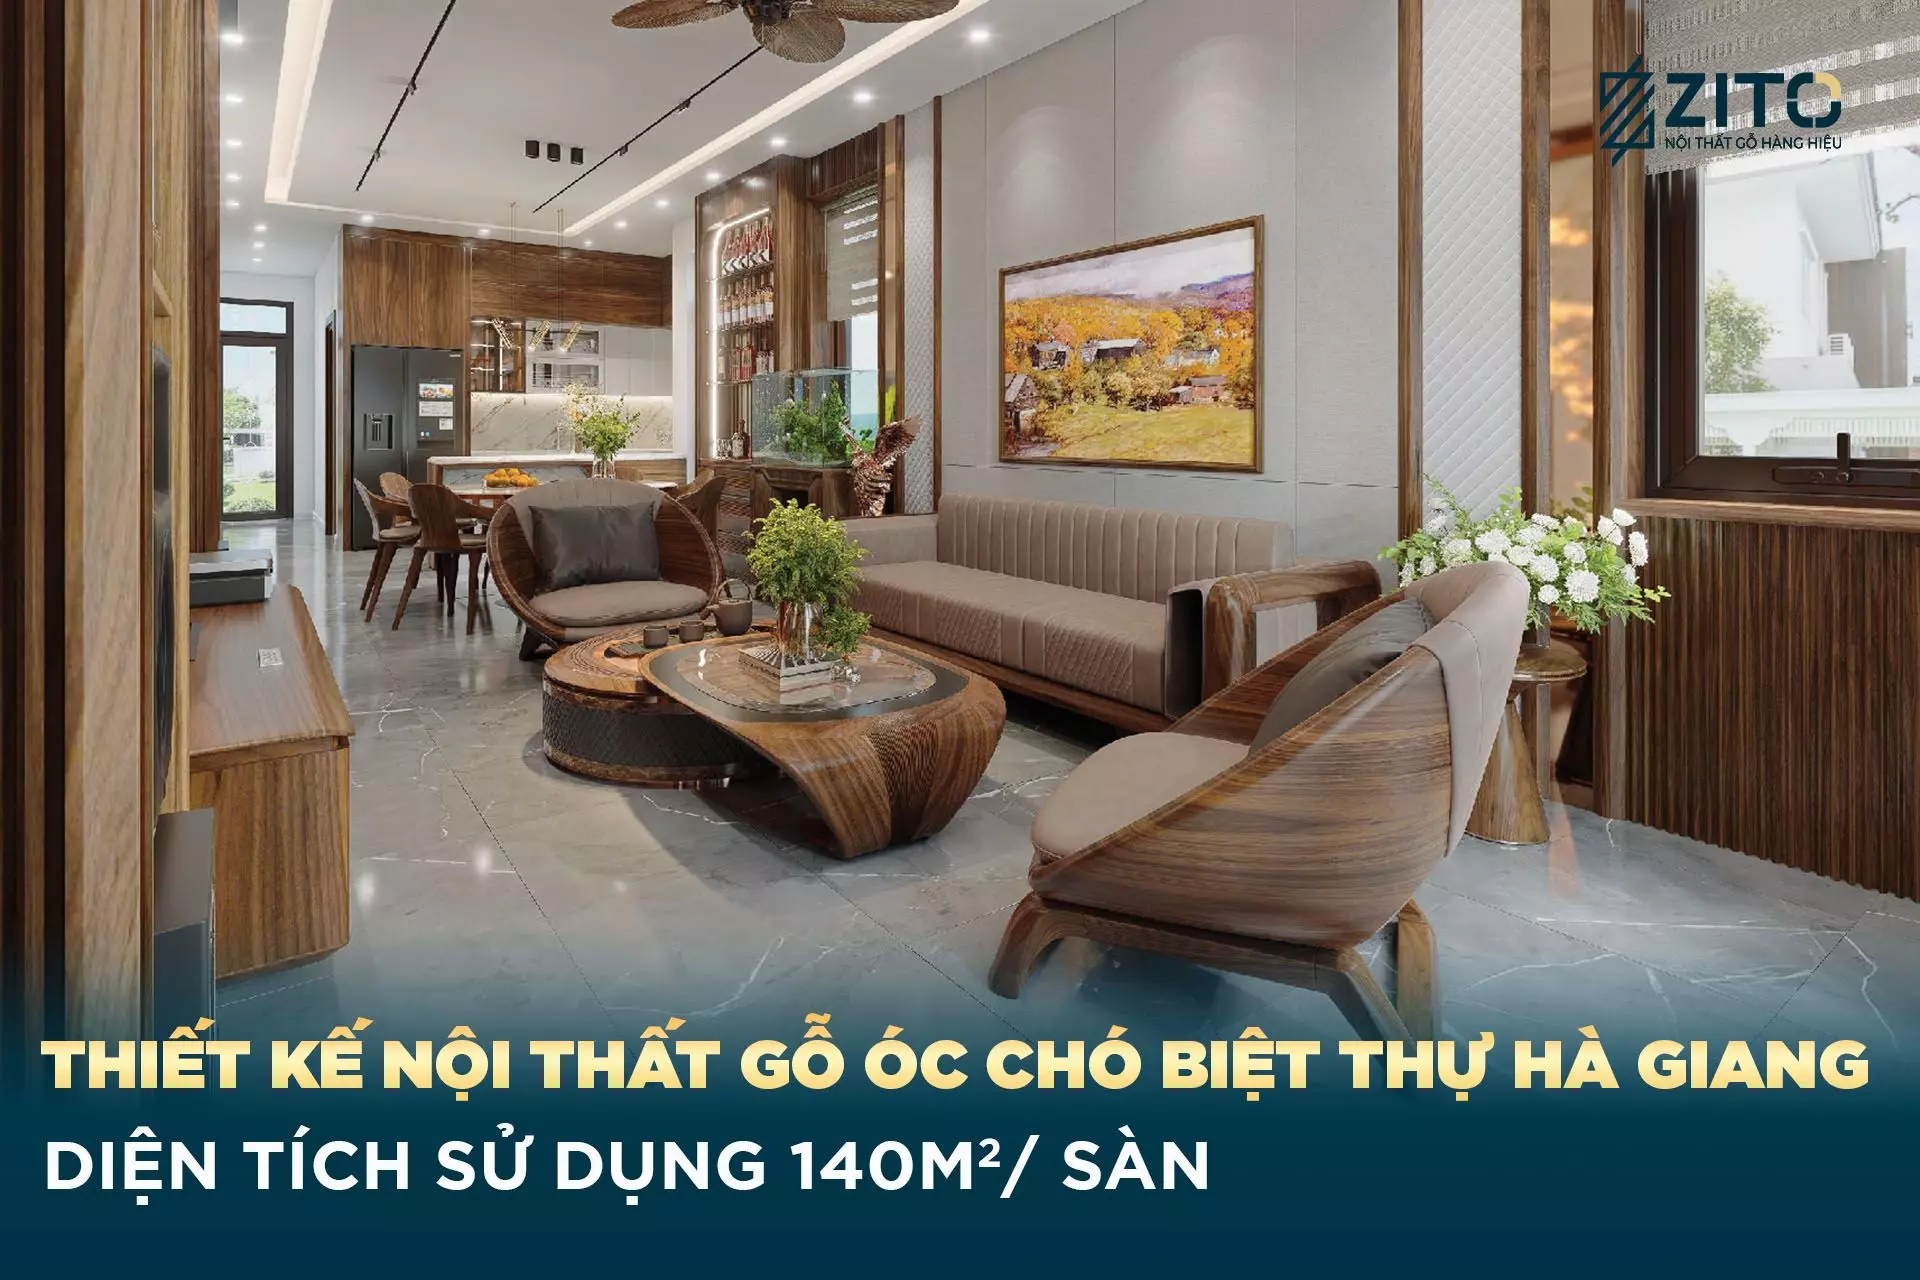 ZITO
NỘI THẤT GỖ HÀNG HIỆU
THIẾT KẾ NỘI THẤT GỖ ÓC CHÓ BIỆT THỰ HÀ GIANG
DIỆN TÍCH SỬ DỤNG 140M²/ SÀN